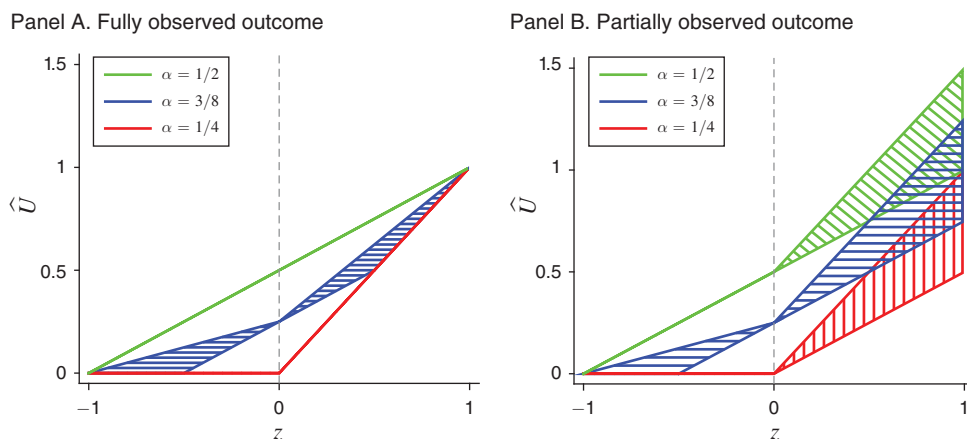 Panel A. Fully observed outcome
1.5
α = 1/2
α = 3/8
α = 1/4
1
Û
0.5
0
−1
0
1
z
Panel B. Partially observed outcome
1.5
α = 1/2
α = 3/8
α = 1/4
1
Û
0.5
0
−1
0
1
z